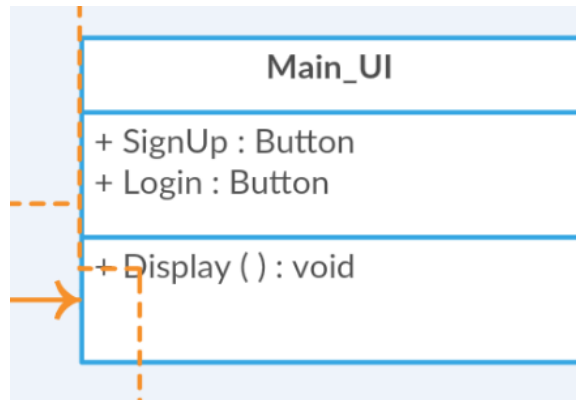 Main_UI
+ SignUp : Button
+ Login : Button
+ Display ( ) : void